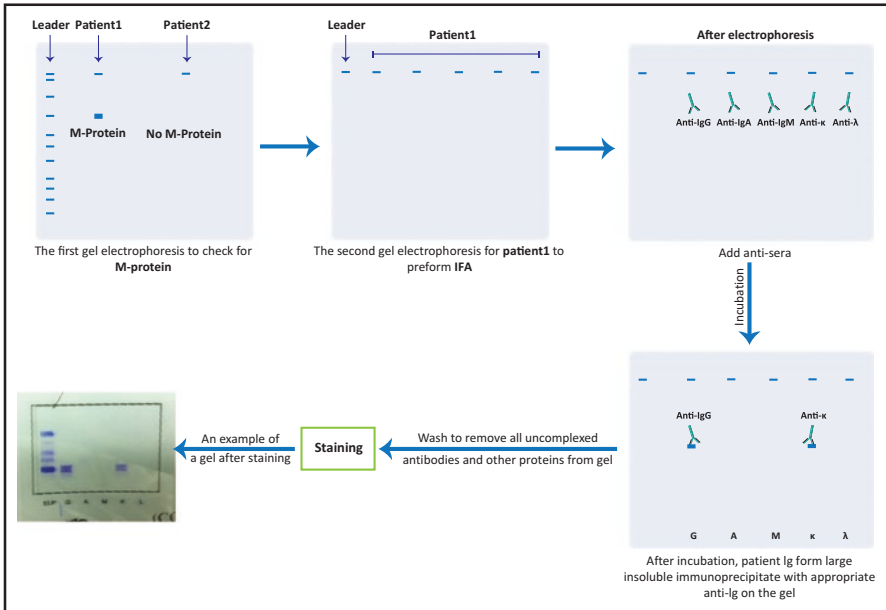 Leader Patient1 Patient2
M-Protein No M-Protein
The first gel electrophoresis to check for
M-protein
Leader Patient1
The second gel electrophoresis for patient1 to
preform IFA
After electophoresis
Anti-IgG Anti-IgA Anti-IgM Anti-κ Anti-λ
Add anti-sera
Incubation
Anti-IgG Anti-κ
G A M κ λ
After incubation, patient Ig form large
insoluble immunoprecipitate with appropriate
anti-Ig on the gel
Wash to remove all uncomplexed
antibodies and other proteins from gel
Staining
An example of
a gel after staining
G A M K L